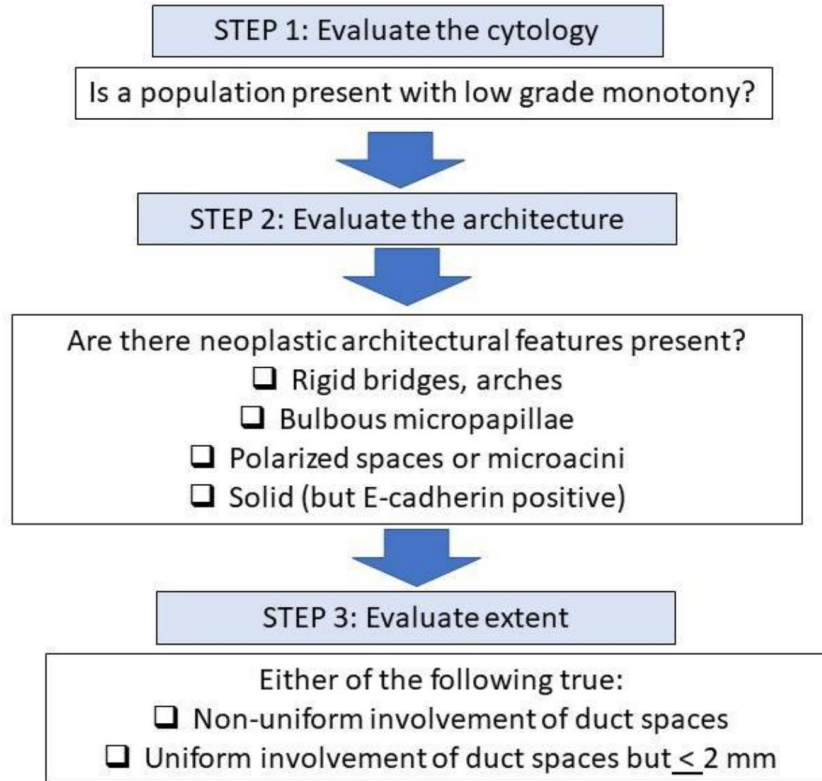 STEP 1: Evaluate the cytology
Is a population present with low grade monotony?
STEP 2: Evaluate the architecture
Are there neoplastic architectural features present?
❑ Rigid bridges, arches
❑ Bulbous micropapillae
❑ Polarized spaces or microacini
❑ Solid (but E-cadherin positive)
STEP 3: Evaluate extent
Either of the following true:
❑ Non-uniform involvement of duct spaces
❑ Uniform involvement of duct spaces but < 2 mm